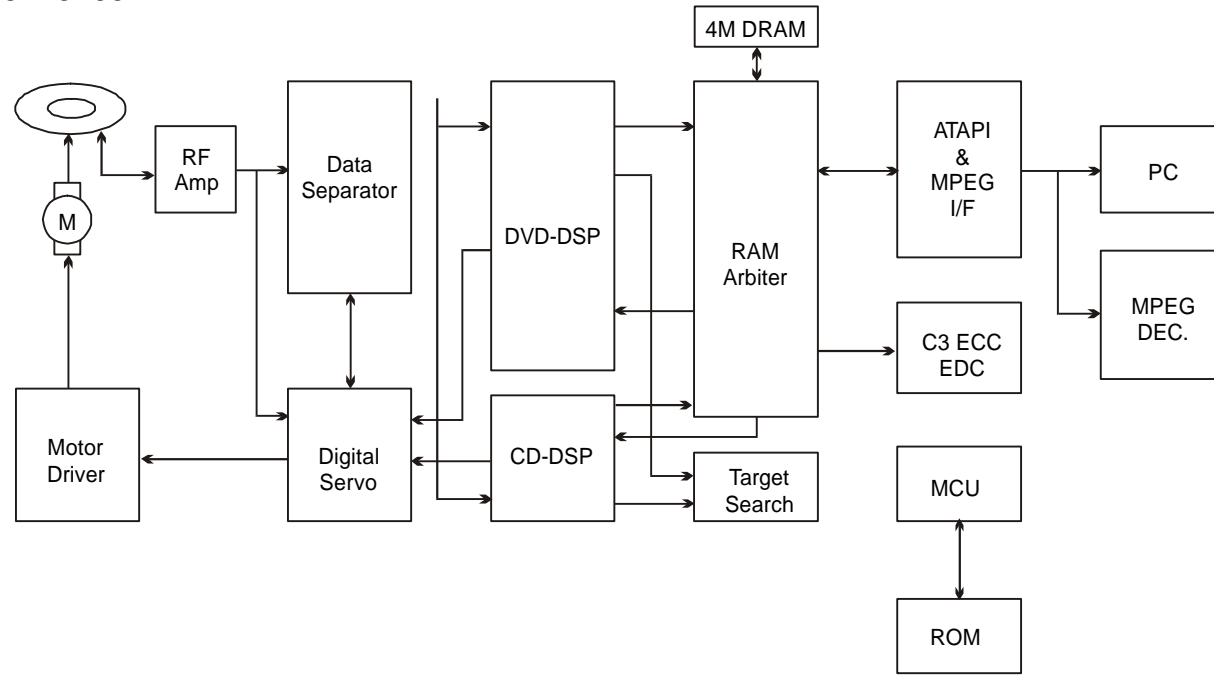 4M DRAM
RF
Amp
Data
Separator
DVD-DSP
RAM
Arbiter
ATAPI
&
MPEG
I/F
PC
M
MPEG
DEC.
C3 ECC
EDC
Motor
Driver
Digital
Servo
CD-DSP
Target
Search
MCU
ROM